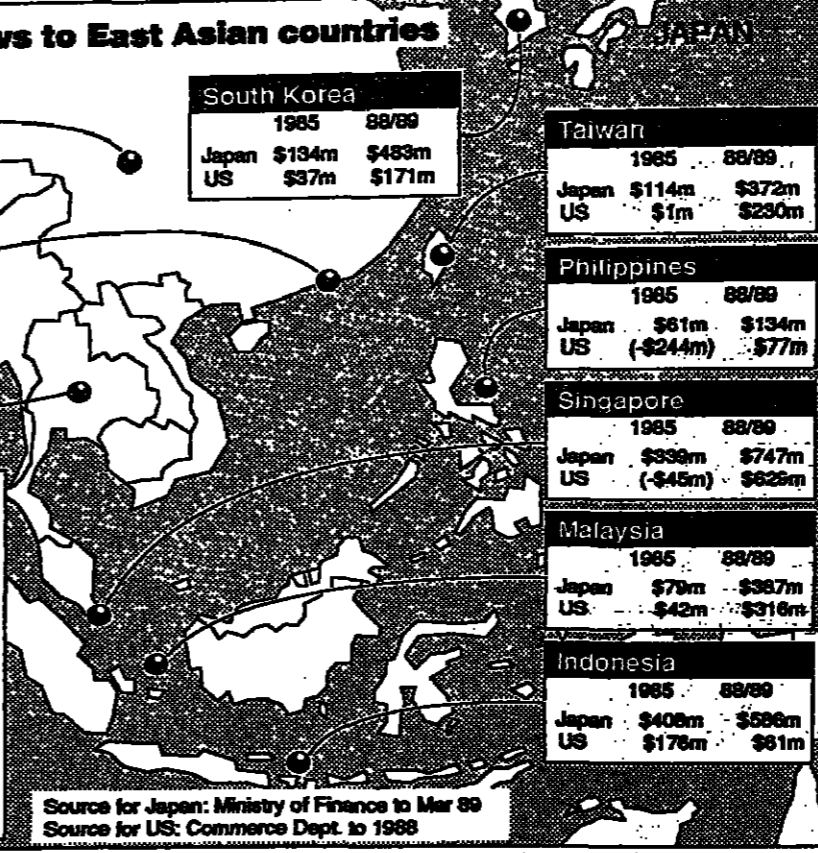 ws to East Asian countries
JAPAN
South Korea
1985 88/89
Japan $134m $483m
US $37m $171m
Taiwan
1985 88/89
Japan $114m $372m
US $1m $230m
Philippines
1985 88/89
Japan $61m $134m
US (-$244m) $77m
Singapore
1985 88/89
Japan $339m $747m
US (-$45m) $629m
Malaysia
1985 88/89
Japan $79m $387m
US $42m $316m
Indonesia
1985 88/89
Japan $408m $586m
US $176m $61m
Source for Japan: Ministry of Finance to Mar 89
Source for US: Commerce Dept. to 1988